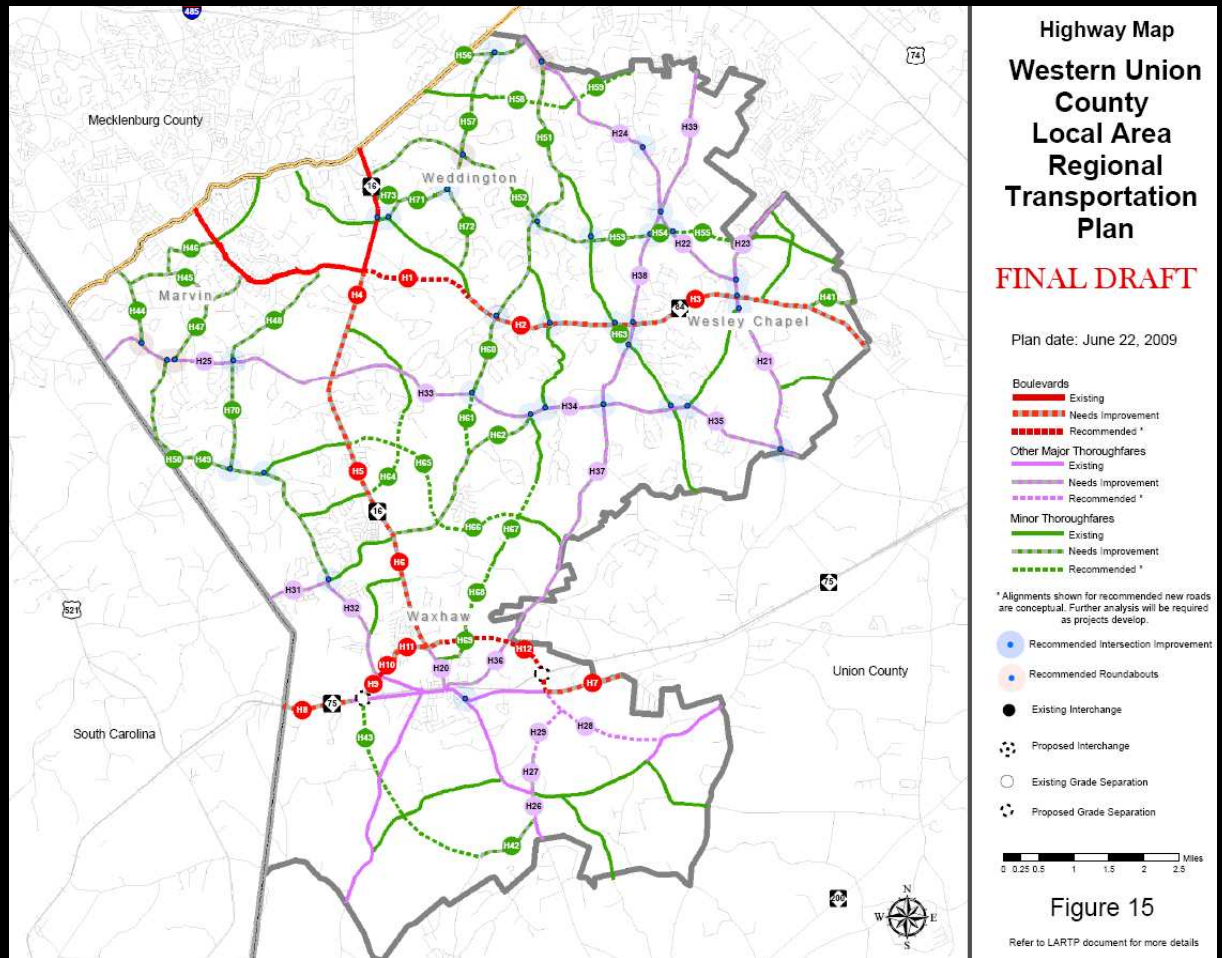 485
74
Mecklenburg County
Weddington
Marvin
Wesley Chapel
Waxhaw
Union County
South Carolina
16
84
16
75
521
75
200
H56
H59
H58
H57
H51
H24
H39
H73
H71
H52
H72
H53
H54
H55
H22
H23
H46
H45
H44
H47
H48
H1
H4
H38
H3
H41
H2
H63
H60
H25
H21
H33
H34
H35
H70
H61
H62
H50
H49
H5
H65
H64
H37
H66
H67
H6
H31
H32
H68
H69
H11
H10
H12
H36
H20
H9
H7
H8
H43
H29
H28
H27
H26
H42
N
W E
S
Highway Map
Western Union
County
Local Area
Regional
Transportation
Plan
FINAL DRAFT
Plan date: June 22, 2009
Boulevards
Existing
Needs Improvement
Recommended *
Other Major Thoroughfares
Existing
Needs Improvement
Recommended *
Minor Thoroughfares
Existing
Needs Improvement
Recommended *
* Alignments shown for recommended new roads
are conceptual. Further analysis will be required
as projects develop.
Recommended Intersection Improvement
Recommended Roundabouts
Existing Interchange
Proposed Interchange
Existing Grade Separation
Proposed Grade Separation
Miles
0 0.25 0.5 1 1.5 2 2.5
Figure 15
Refer to LARTP document for more details